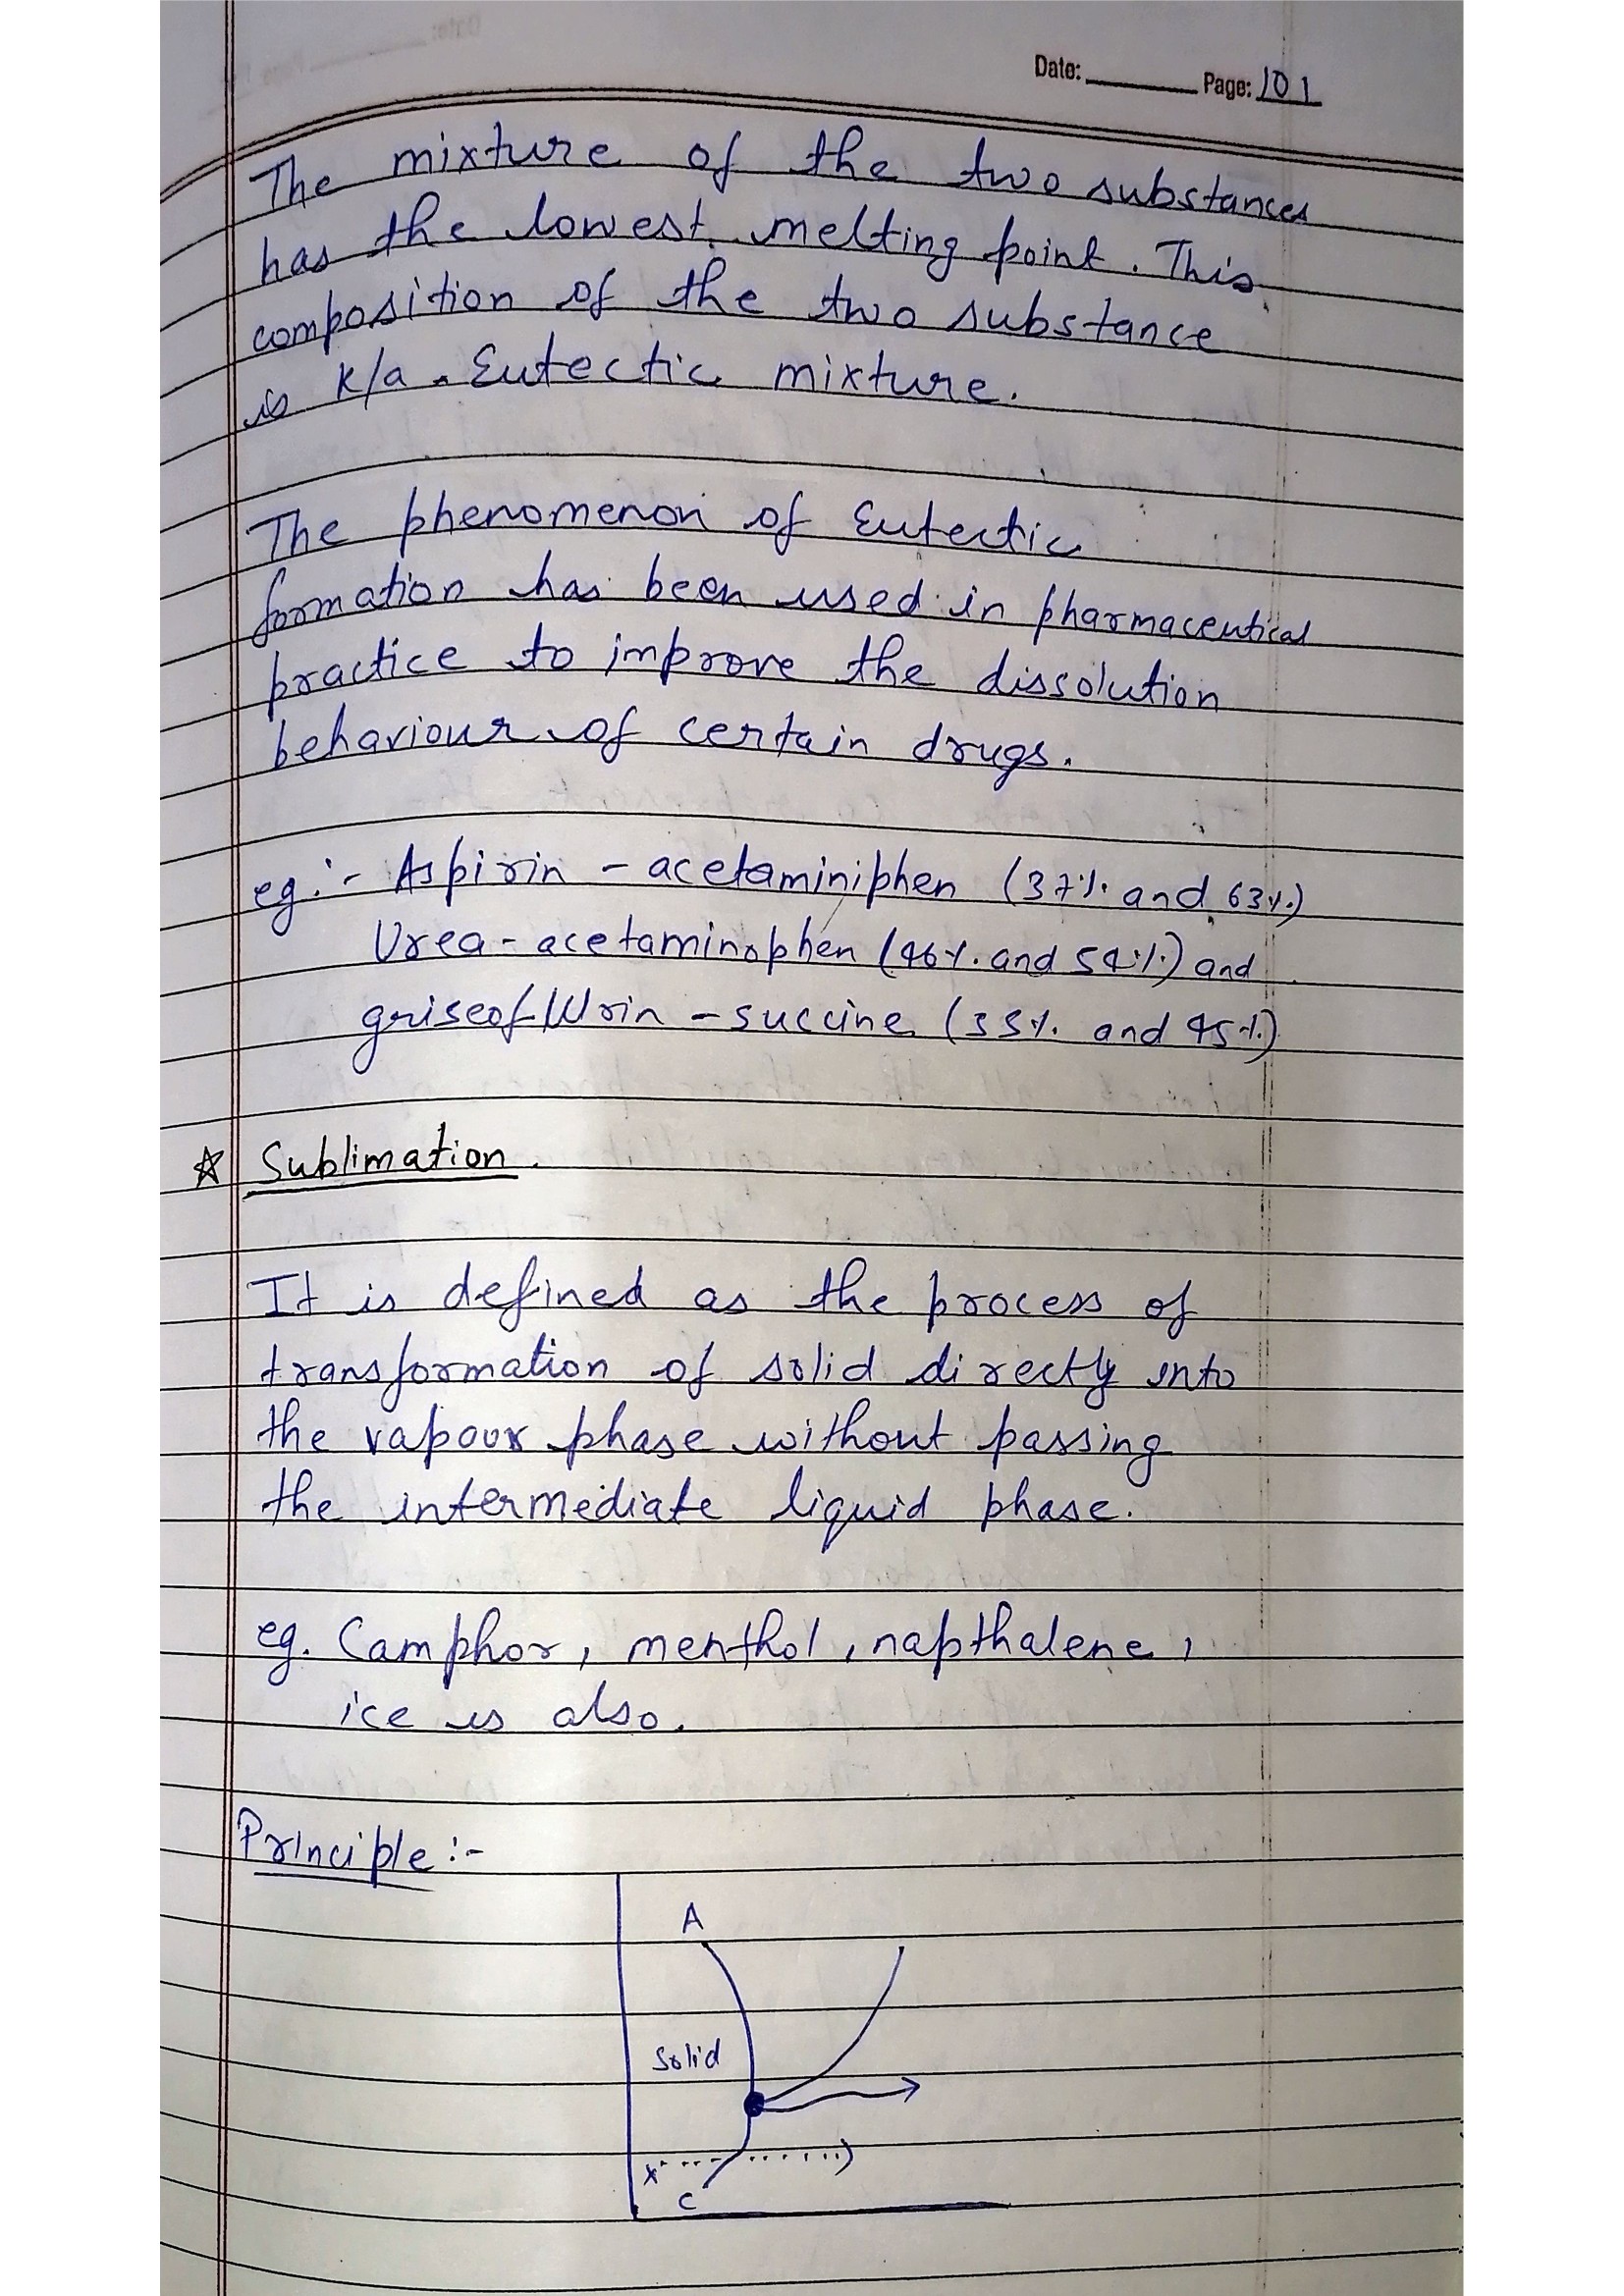 Date: Page: 101
The mixture of the two substances
has the lowest melting point. This
composition of the two substance
is k/a Eutectic mixture.
The phenomenon of Eutectic
formation has been used in pharmaceutical
practice to improve the dissolution
behaviour of certain drugs.
eg:- Aspirin - acetaminiphen (37% and 63%)
Urea - acetaminophen (46% and 54%) and
griseofulvin - succine (55% and 45%)
☆ Sublimation.
It is defined as the process of
transformation of solid directly into
the vapour phase without passing
the intermediate liquid phase.
eg. Camphor, menthol, napthalene,
ice is also.
Principle :-
A
Solid
x
C